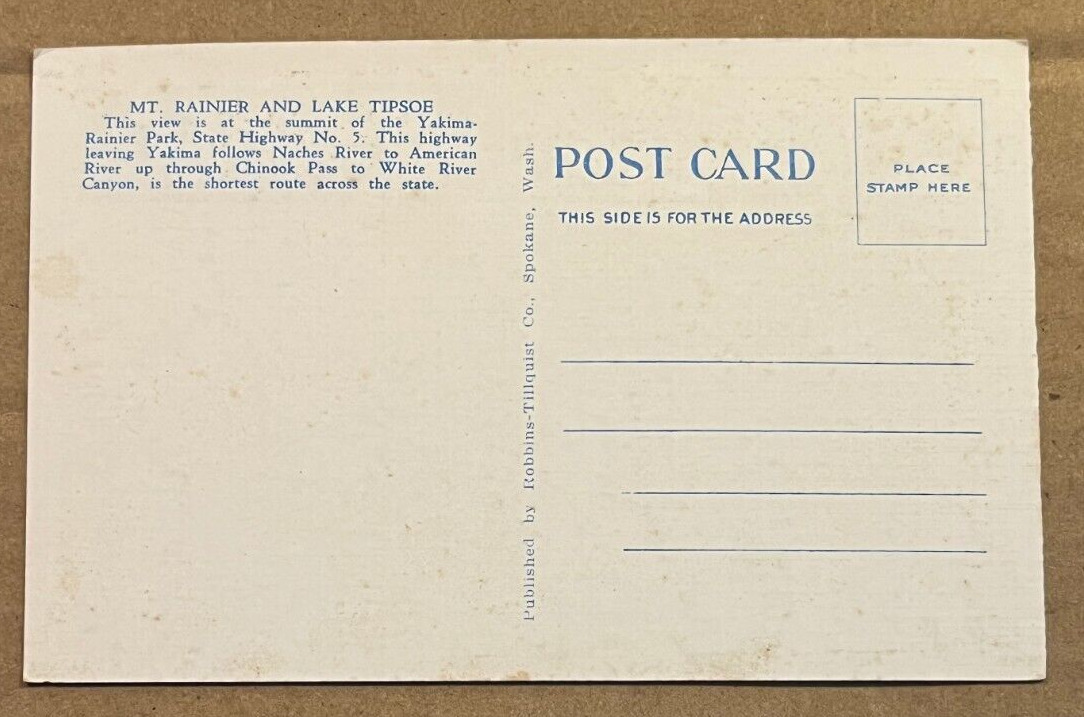 MT. RAINIER AND LAKE TIPSOE
This view is at the summit of the Yakima-
Rainier Park, State Highway No. 5. This highway
leaving Yakima follows Naches River to American
River up through Chinook Pass to White River
Canyon, is the shortest route across the state.
Published by Robbins-Tillquist Co., Spokane, Wash.
POST CARD
THIS SIDE IS FOR THE ADDRESS
PLACE
STAMP HERE